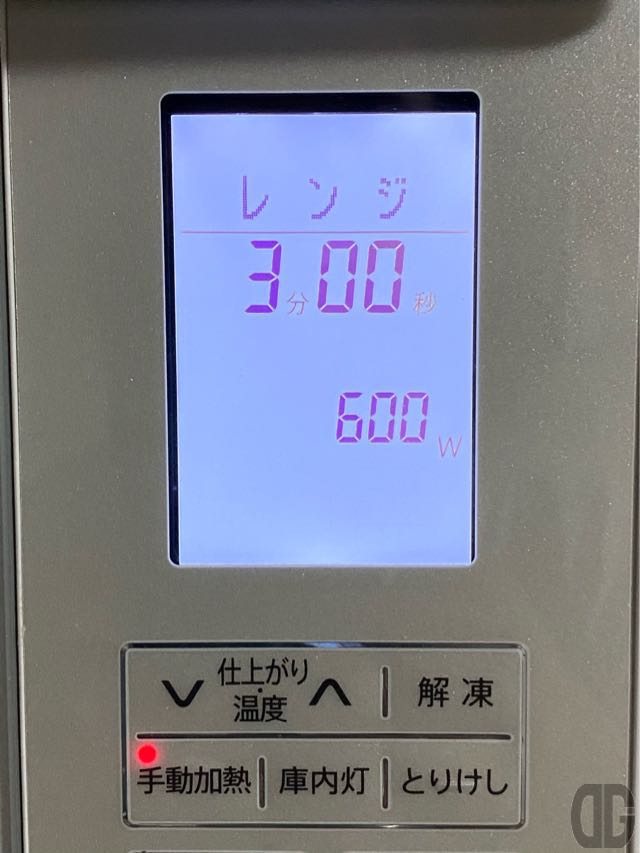 レンジ
3分00秒
600W
仕上がり・温度
解凍
手動加熱
庫内灯
とりけし
DG